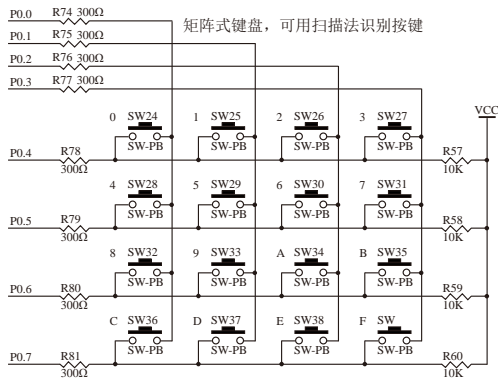 P0.0 R74 300Ω
P0.1 R75 300Ω
P0.2 R76 300Ω
P0.3 R77 300Ω
矩阵式键盘，可用扫描法识别按键
VCC
0 SW24 1 SW25 2 SW26 3 SW27
SW-PB SW-PB SW-PB SW-PB
P0.4 R78 300Ω R57 10K
4 SW28 5 SW29 6 SW30 7 SW31
SW-PB SW-PB SW-PB SW-PB
P0.5 R79 300Ω R58 10K
8 SW32 9 SW33 A SW34 B SW35
SW-PB SW-PB SW-PB SW-PB
P0.6 R80 300Ω R59 10K
C SW36 D SW37 E SW38 F SW
SW-PB SW-PB SW-PB SW-PB
P0.7 R81 300Ω R60 10K